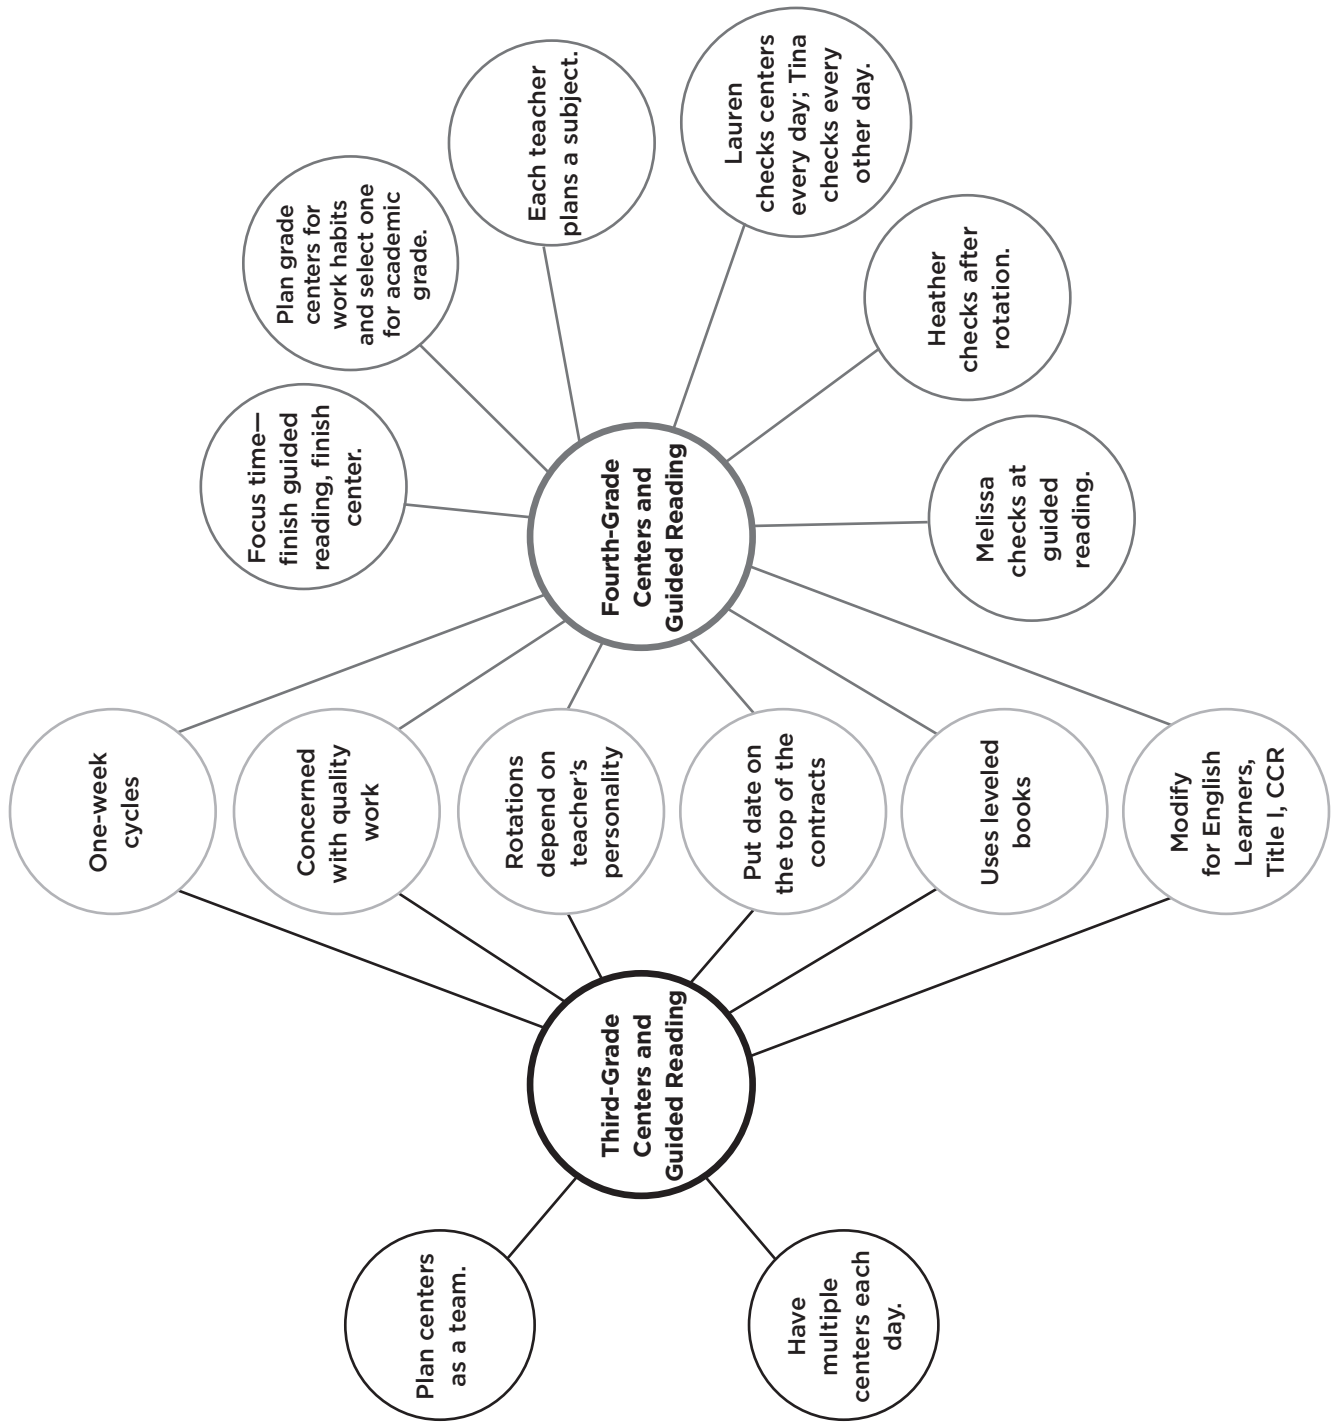 Plan centers
as a team.
Have
multiple
centers each
day.
Third-Grade
Centers and
Guided Reading
One-week
cycles
Concerned
with quality
work
Rotations
depend on
teacher's
personality
Put date on
the top of the
contracts
Uses leveled
books
Modify
for English
Learners,
Title I, CCR
Fourth-Grade
Centers and
Guided Reading
Focus time—
finish guided
reading, finish
center.
Plan grade
centers for
work habits
and select one
for academic
grade.
Each teacher
plans a subject.
Lauren
checks centers
every day; Tina
checks every
other day.
Heather
checks after
rotation.
Melissa
checks at
guided
reading.